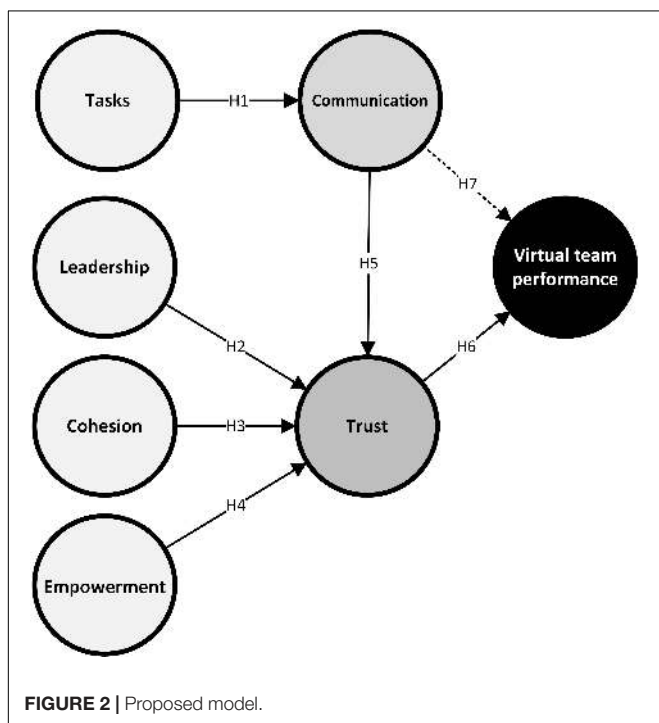 Tasks
H1
Communication
H7
Leadership
H2
H5
Virtual team
performance
Cohesion
H3
Trust
H6
H4
Empowerment
FIGURE 2 | Proposed model.